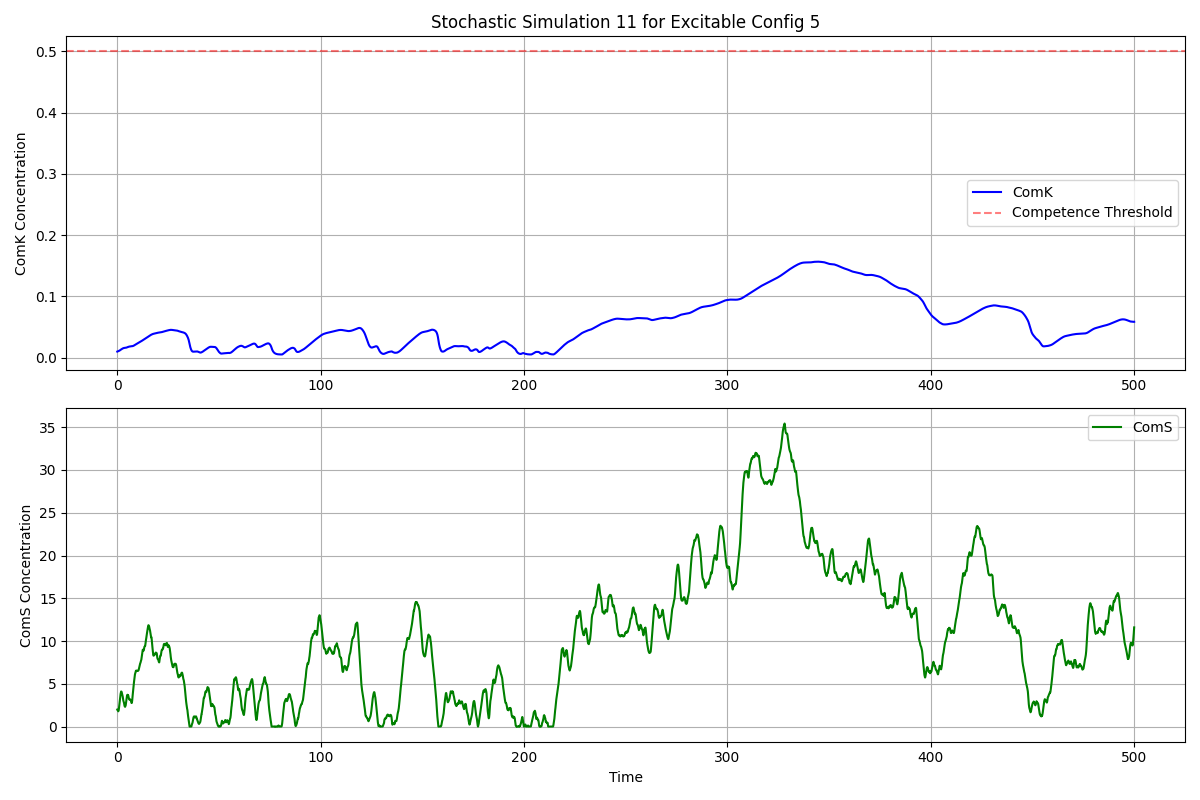 Stochastic Simulation 11 for Excitable Config 5
ComK Concentration
0.5
0.4
0.3
0.2
0.1
0.0
ComK
Competence Threshold
0 100 200 300 400 500
ComS Concentration
35
30
25
20
15
10
5
0
ComS
0 100 200 300 400 500
Time